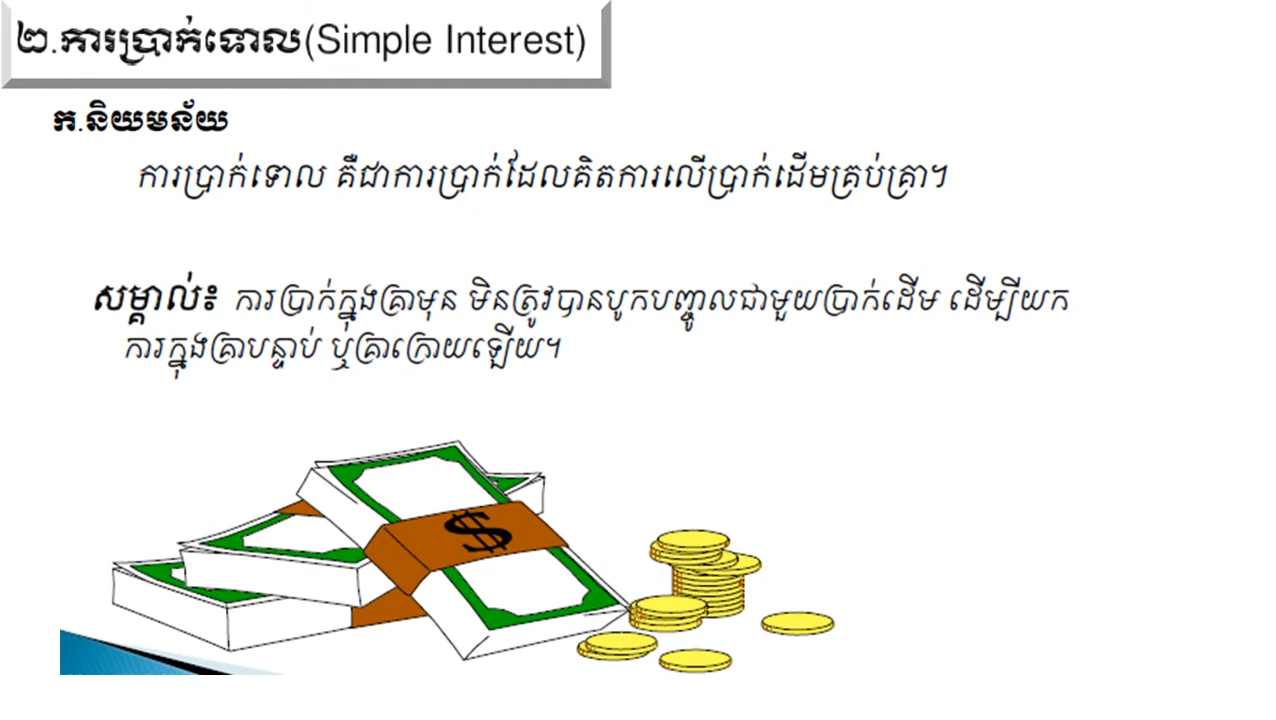 ២.ការប្រាក់ទោល(Simple Interest)
ក.និយមន័យ
ការប្រាក់ទោល គឺជាការប្រាក់ដែលគិតការលើប្រាក់ដើមគ្រប់គ្រា។
សម្គាល់៖ ការប្រាក់ក្នុងគ្រាមុន មិនត្រូវបានបូកបញ្ចូលជាមួយប្រាក់ដើម ដើម្បីយក
ការក្នុងគ្រាបន្ទាប់ ឬគ្រាក្រោយឡើយ។
$